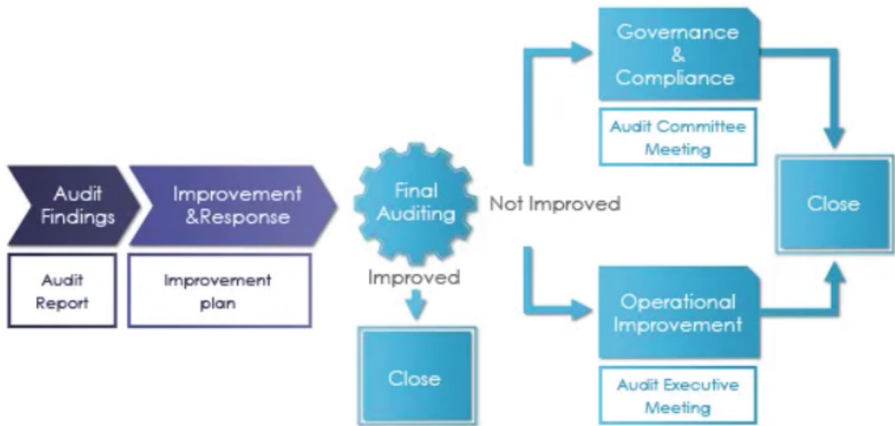 Audit
Findings
Audit
Report
Improvement
&Response
Improvement
plan
Final
Auditing
Improved
Close
Not Improved
Governance
&
Compliance
Audit Committee
Meeting
Operational
Improvement
Audit Executive
Meeting
Close